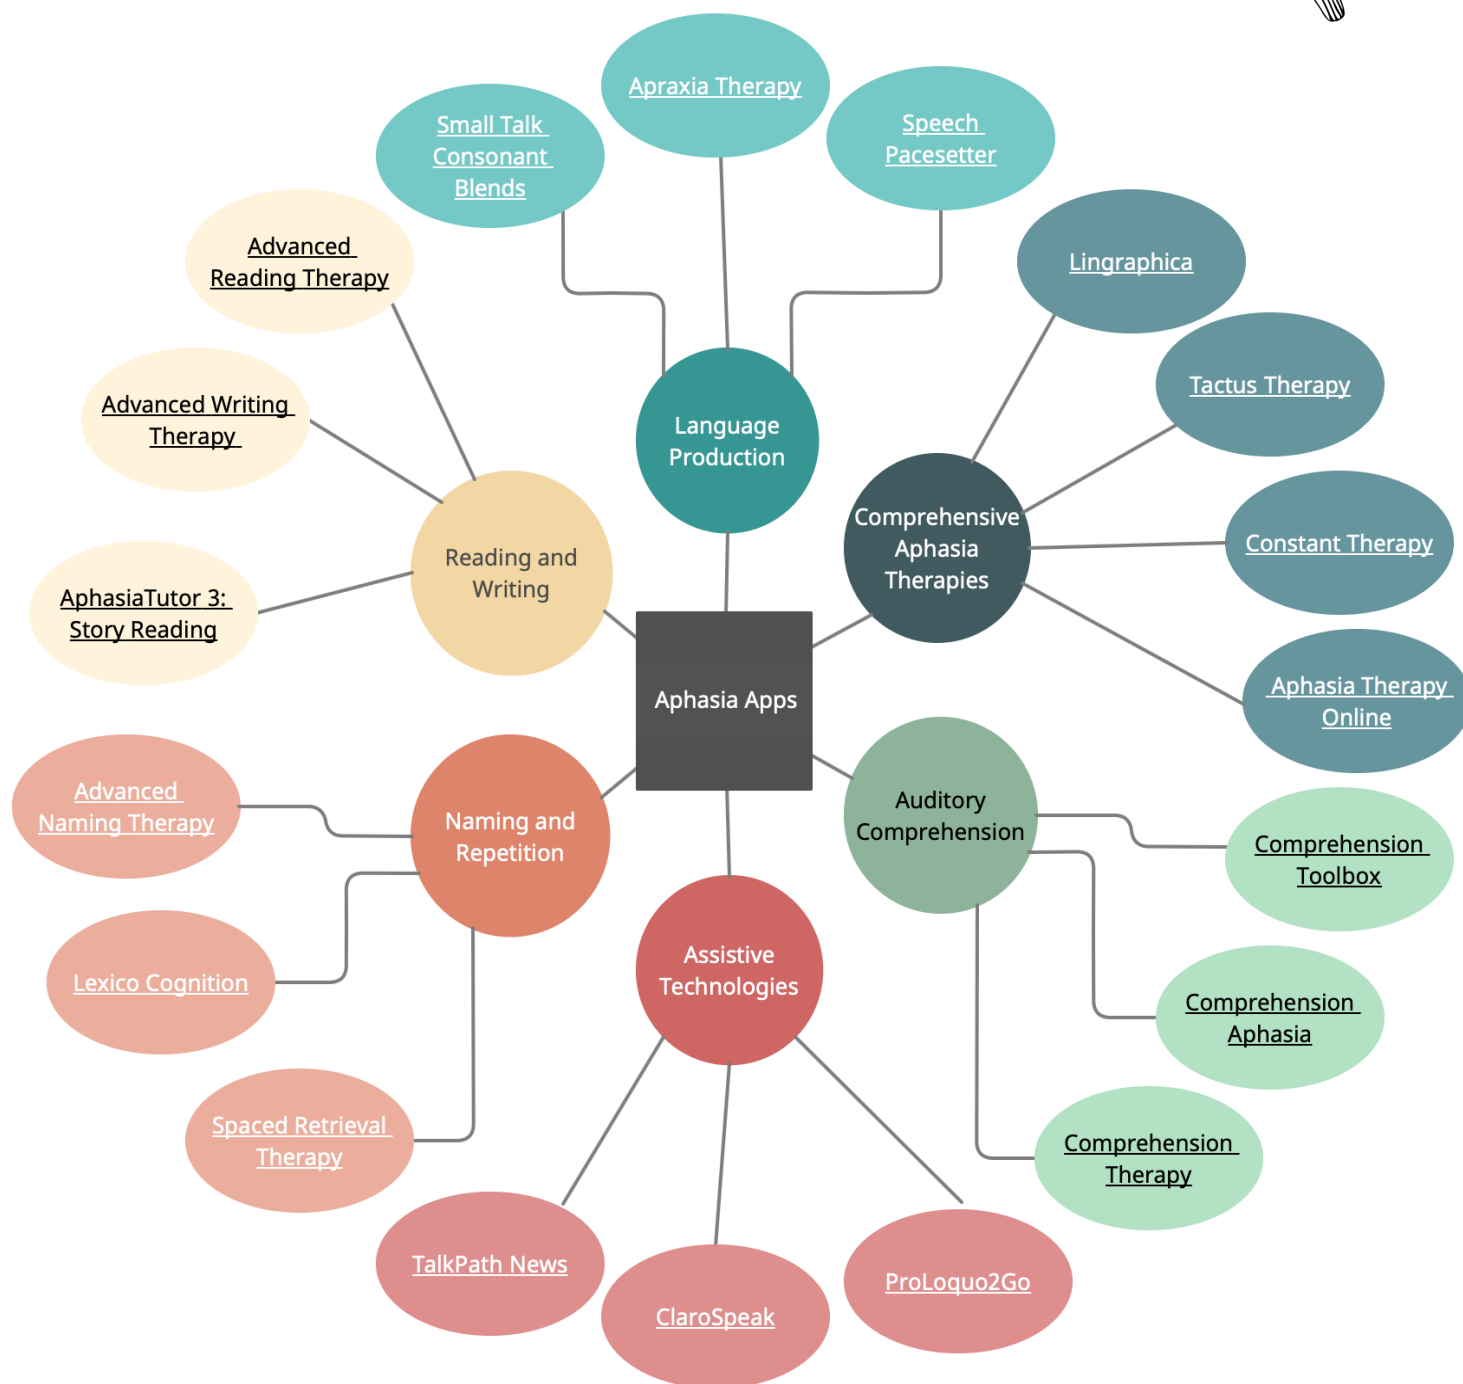 Apraxia Therapy
Small Talk
Consonant
Blends
Speech
Pacesetter
Advanced
Reading Therapy
Lingraphica
Advanced Writing
Therapy
Tactus Therapy
Language
Production
Comprehensive
Aphasia
Therapies
Constant Therapy
Reading and
Writing
AphasiaTutor 3:
Story Reading
Aphasia Apps
Aphasia Therapy
Online
Advanced
Naming Therapy
Naming and
Repetition
Auditory
Comprehension
Comprehension
Toolbox
Assistive
Technologies
Lexico Cognition
Comprehension
Aphasia
Spaced Retrieval
Therapy
Comprehension
Therapy
TalkPath News
ClaroSpeak
ProLoquo2Go